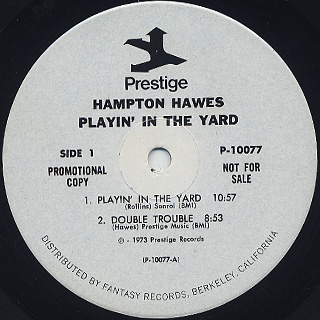 Prestige
HAMPTON HAWES
PLAYIN' IN THE YARD
SIDE 1
P-10077
PROMOTIONAL
COPY
NOT FOR
SALE
1. PLAYIN' IN THE YARD 10:57
(Rollins) Sonrol (BMI)
2. DOUBLE TROUBLE 8:53
(Hawes) Prestige Music (BMI)
℗ - 1973 Prestige Records
(P-10077-A)
DISTRIBUTED BY FANTASY RECORDS, BERKELEY, CALIFORNIA